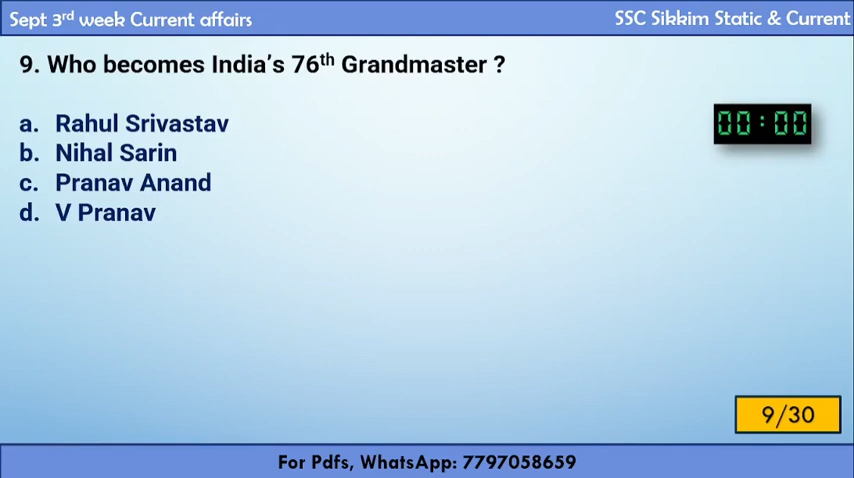 Sept 3rd week Current affairs
SSC Sikkim Static & Current
9. Who becomes India's 76th Grandmaster ?
00:00
a. Rahul Srivastav
b. Nihal Sarin
c. Pranav Anand
d. V Pranav
9/30
For Pdfs, WhatsApp: 7797058659